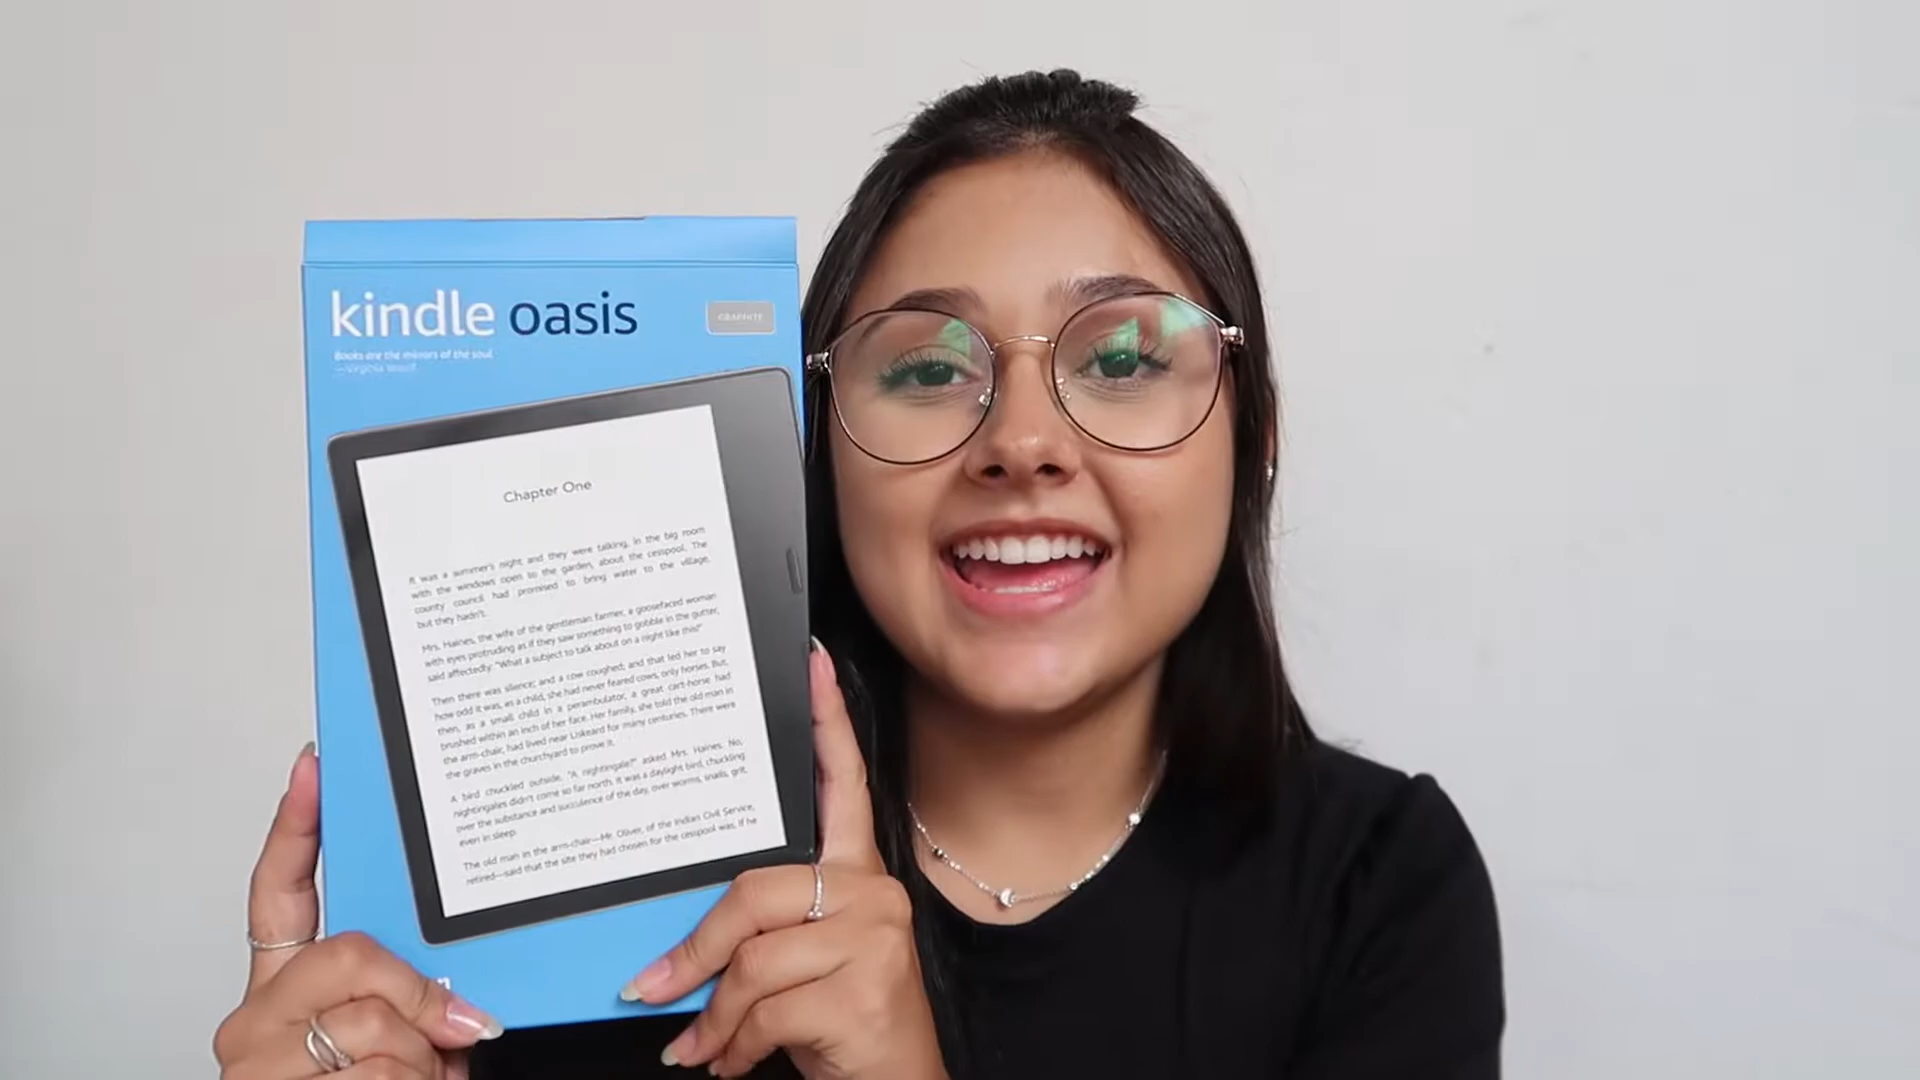 kindle oasis
GRAPHITE
Books are the mirrors of the soul.
—Virginia Woolf
Chapter One
It was a summer's night and they were talking, in the big room
with the windows open to the garden, about the cesspool. The
county council had promised to bring water to the village,
but they hadn't.
Mrs. Haines, the wife of the gentleman farmer, a goosefaced woman
with eyes protruding as if they saw something to gobble in the gutter,
said affectedly: "What a subject to talk about on a night like this!"
Then there was silence; and a cow coughed; and that led her to say
how odd it was, as a child, she had never feared cows, only horses. But,
then, as a small child in a perambulator, a great cart-horse had
brushed within an inch of her face. Her family, she told the old man in
the arm-chair, had lived near Liskeard for many centuries. There were
the graves in the churchyard to prove it.
A bird chuckled outside. "A nightingale?" asked Mrs. Haines. No,
nightingales didn't come so far north. It was a daylight bird, chuckling
over the substance and succulence of the day, over worms, snails, grit,
even in sleep.
The old man in the arm-chair—Mr. Oliver, of the Indian Civil Service,
retired—said that the site they had chosen for the cesspool was, if he
n